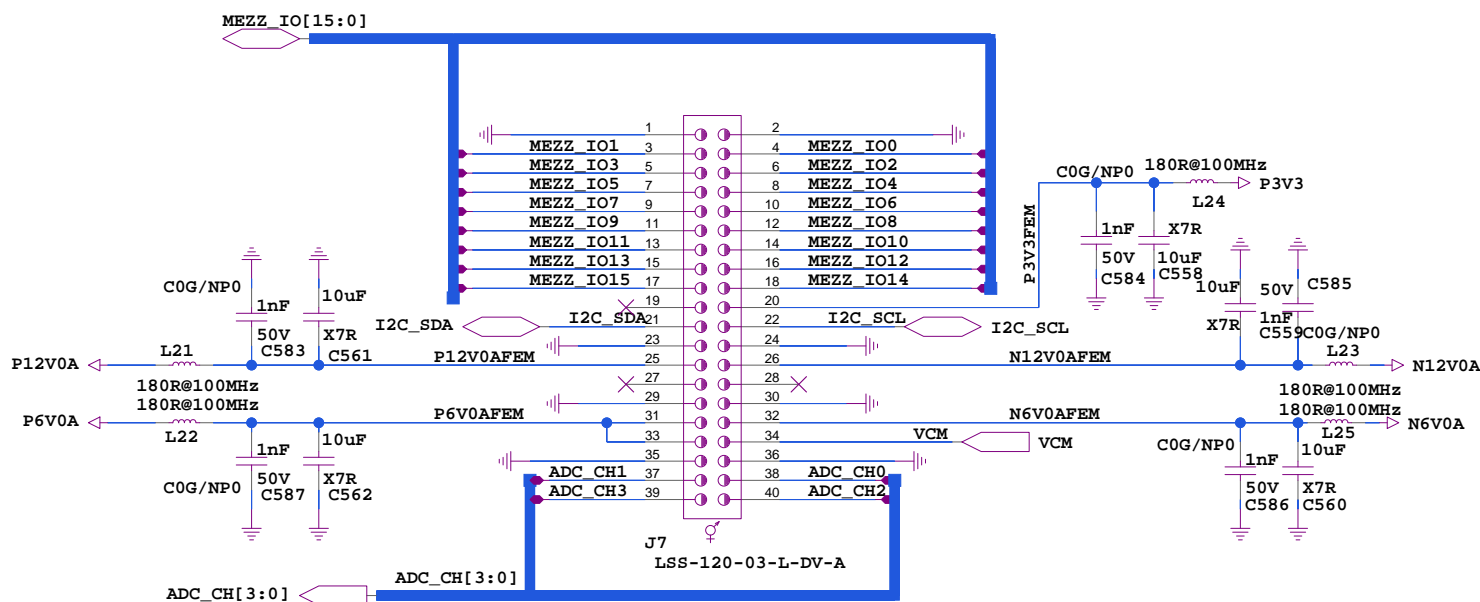 MEZZ_IO[15:0]
1 2
MEZZ_IO1 3 4 MEZZ_IO0
MEZZ_IO3 5 6 MEZZ_IO2
MEZZ_IO5 7 8 MEZZ_IO4
MEZZ_IO7 9 10 MEZZ_IO6
MEZZ_IO9 11 12 MEZZ_IO8
MEZZ_IO11 13 14 MEZZ_IO10
MEZZ_IO13 15 16 MEZZ_IO12
MEZZ_IO15 17 18 MEZZ_IO14
19 20
I2C_SDA I2C_SDA 21 22 I2C_SCL I2C_SCL
23 24
P12V0AFEM 25 26 N12V0AFEM
27 28
29 30
P6V0AFEM 31 32 N6V0AFEM
33 34 VCM VCM
35 36
ADC_CH1 37 38 ADC_CH0
ADC_CH3 39 40 ADC_CH2
J7
LSS-120-03-L-DV-A
ADC_CH[3:0] ADC_CH[3:0]
P3V3FEM
C0G/NP0 180R@100MHz
P3V3
L24
1nF X7R
50V 10uF
C584 C558
C0G/NP0 10uF
1nF
50V X7R
C583 C561
L21
P12V0A
180R@100MHz
180R@100MHz
P6V0A
L22
1nF 10uF
50V X7R
C0G/NP0 C587 C562
10uF 50V C585
X7R 1nF
C559 C0G/NP0
L23
N12V0A
180R@100MHz
180R@100MHz
N6V0A
L25
C0G/NP0 10uF
1nF
50V X7R
C586 C560